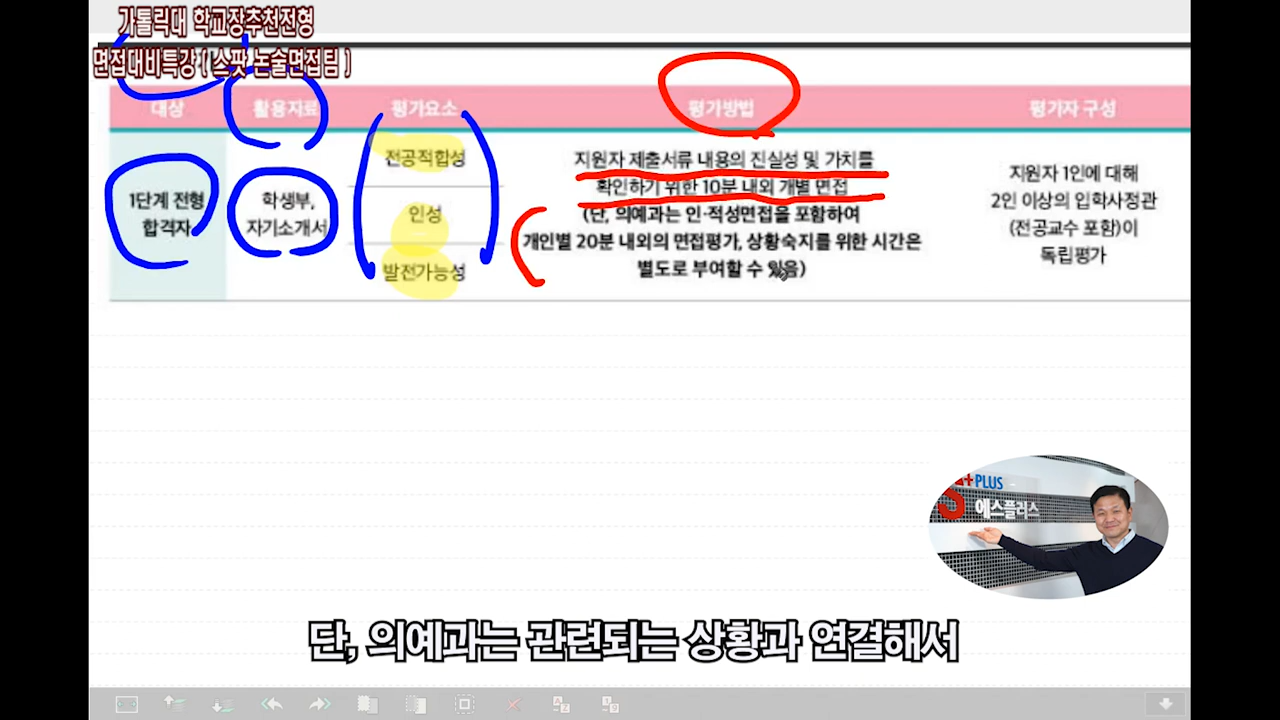 가톨릭대 학교장추천전형
면접대비특강 ( 스팟 논술면접팀 )
대상
활용자료
평가요소
평가방법
평가자 구성
1단계 전형
합격자
학생부,
자기소개서
전공적합성
인성
발전가능성
지원자 제출서류 내용의 진실성 및 가치를
확인하기 위한 10분 내외 개별 면접
(단, 의예과는 인·적성면접을 포함하여
개인별 20분 내외의 면접평가, 상황숙지를 위한 시간은
별도로 부여할 수 있음)
지원자 1인에 대해
2인 이상의 입학사정관
(전공교수 포함)이
독립평가
S+PLUS
에스플러스
단, 의예과는 관련되는 상황과 연결해서